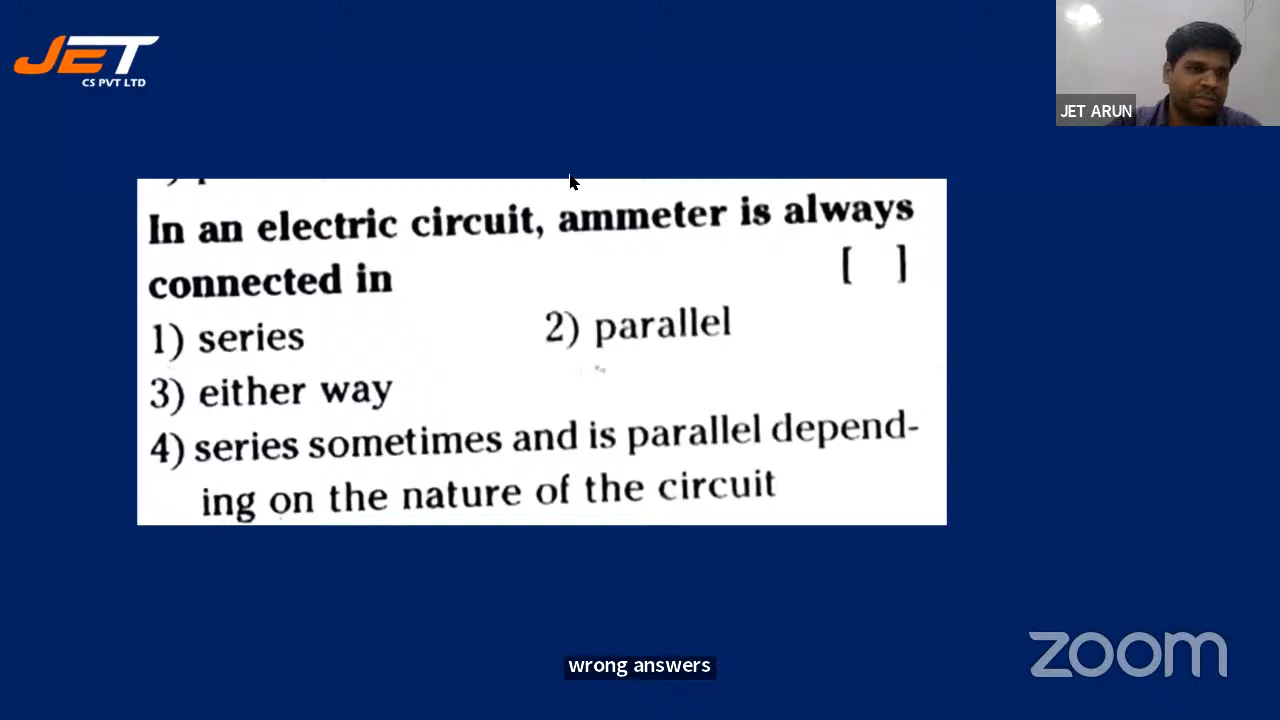 JET
CS PVT LTD
JET ARUN
In an electric circuit, ammeter is always
connected in [ ]
1) series 2) parallel
3) either way
4) series sometimes and is parallel depend-
ing on the nature of the circuit
wrong answers
zoom